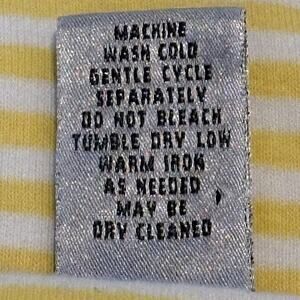 MACHINE
WASH COLD
GENTLE CYCLE
SEPARATELY
DO NOT BLEACH
TUMBLE DRY LOW
WARM IRON
AS NEEDED
MAY BE
DRY CLEANED